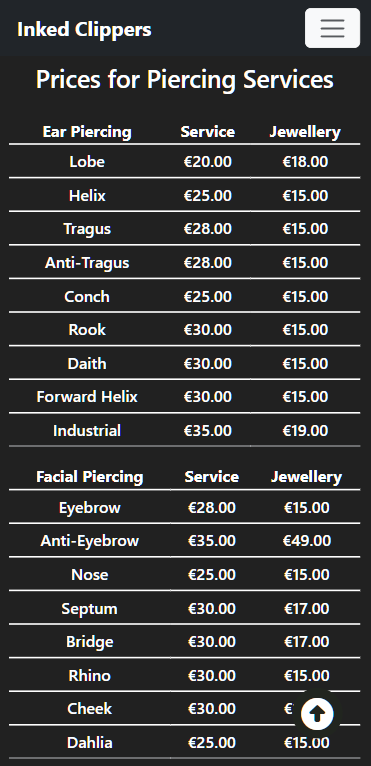 Inked Clippers
Prices for Piercing Services
Ear Piercing Service Jewellery
Lobe €20.00 €18.00
Helix €25.00 €15.00
Tragus €28.00 €15.00
Anti-Tragus €28.00 €15.00
Conch €25.00 €15.00
Rook €30.00 €15.00
Daith €30.00 €15.00
Forward Helix €30.00 €15.00
Industrial €35.00 €19.00
Facial Piercing Service Jewellery
Eyebrow €28.00 €15.00
Anti-Eyebrow €35.00 €49.00
Nose €25.00 €15.00
Septum €30.00 €17.00
Bridge €30.00 €17.00
Rhino €30.00 €15.00
Cheek €30.00
Dahlia €25.00 €15.00